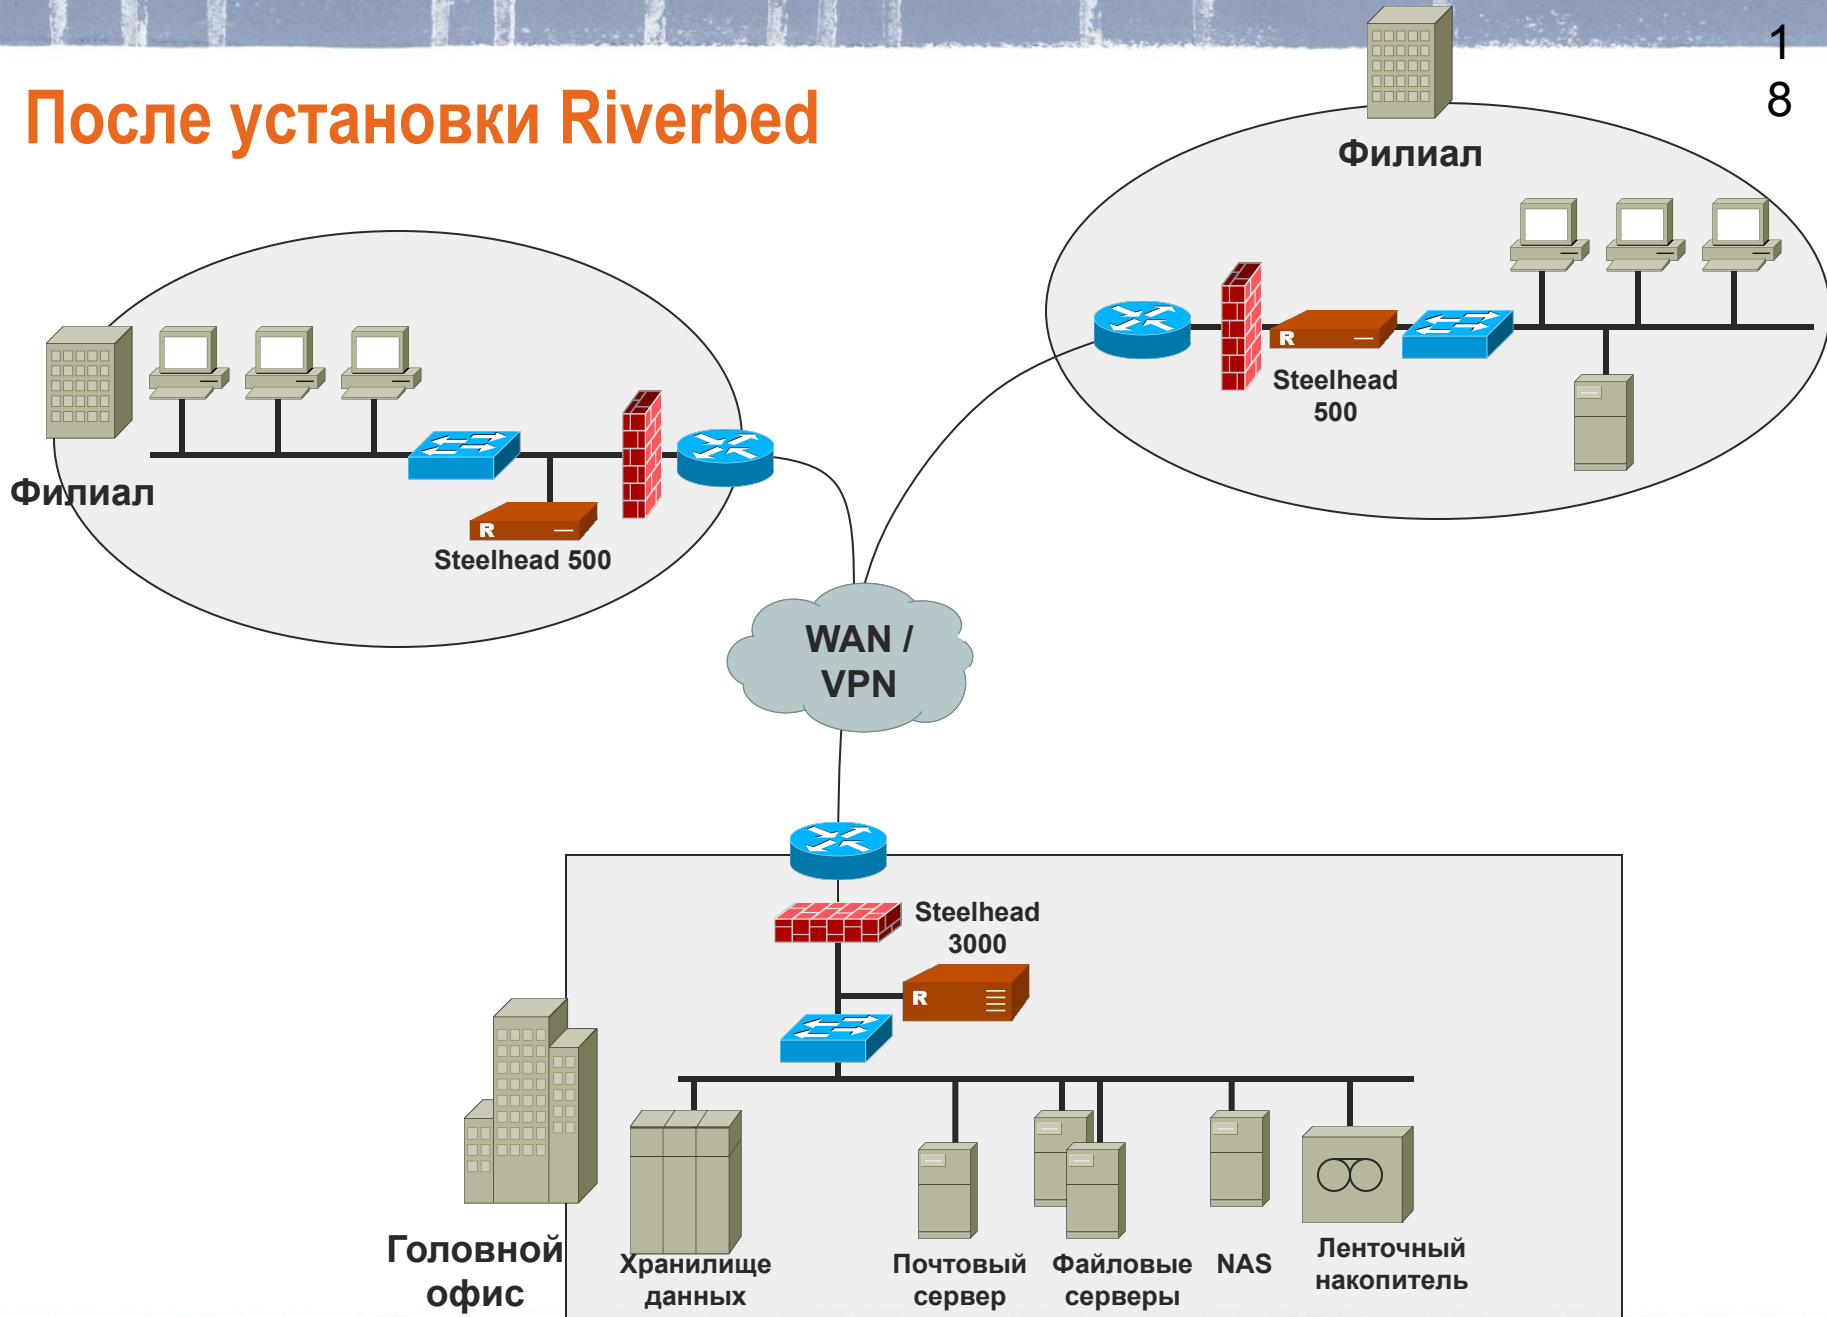 1
8
После установки Riverbed
Филиал
Steelhead
500
Филиал
R
Steelhead 500
R
WAN /
VPN
Steelhead
3000
R
Головной
офис
Хранилище
данных
Почтовый
сервер
Файловые
серверы
NAS
Ленточный
накопитель